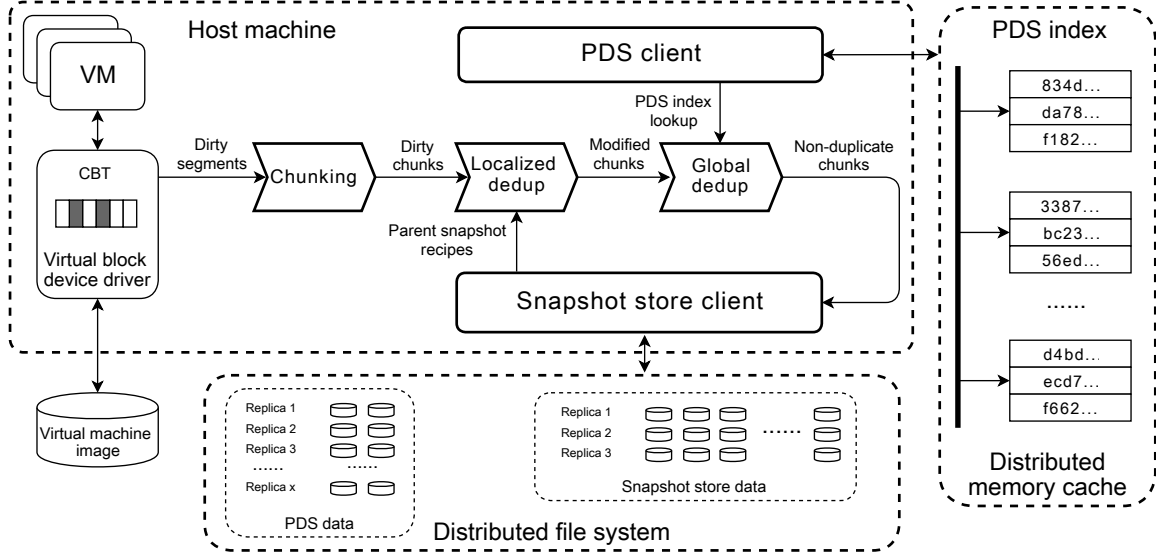 Host machine
VM
CBT
Virtual block
device driver
Virtual machine
image
Dirty
segments
Chunking
Dirty
chunks
Localized
dedup
Parent snapshot
recipes
Modified
chunks
PDS client
PDS index
lookup
Global
dedup
Non-duplicate
chunks
Snapshot store client
PDS index
834d...
da78...
f182...
3387...
bc23...
56ed...
......
d4bd...
ecd7...
f662...
Distributed
memory cache
Replica 1
Replica 2
Replica 3
...... ......
Replica x
PDS data
Replica 1
Replica 2 ......
Replica 3
Snapshot store data
Distributed file system